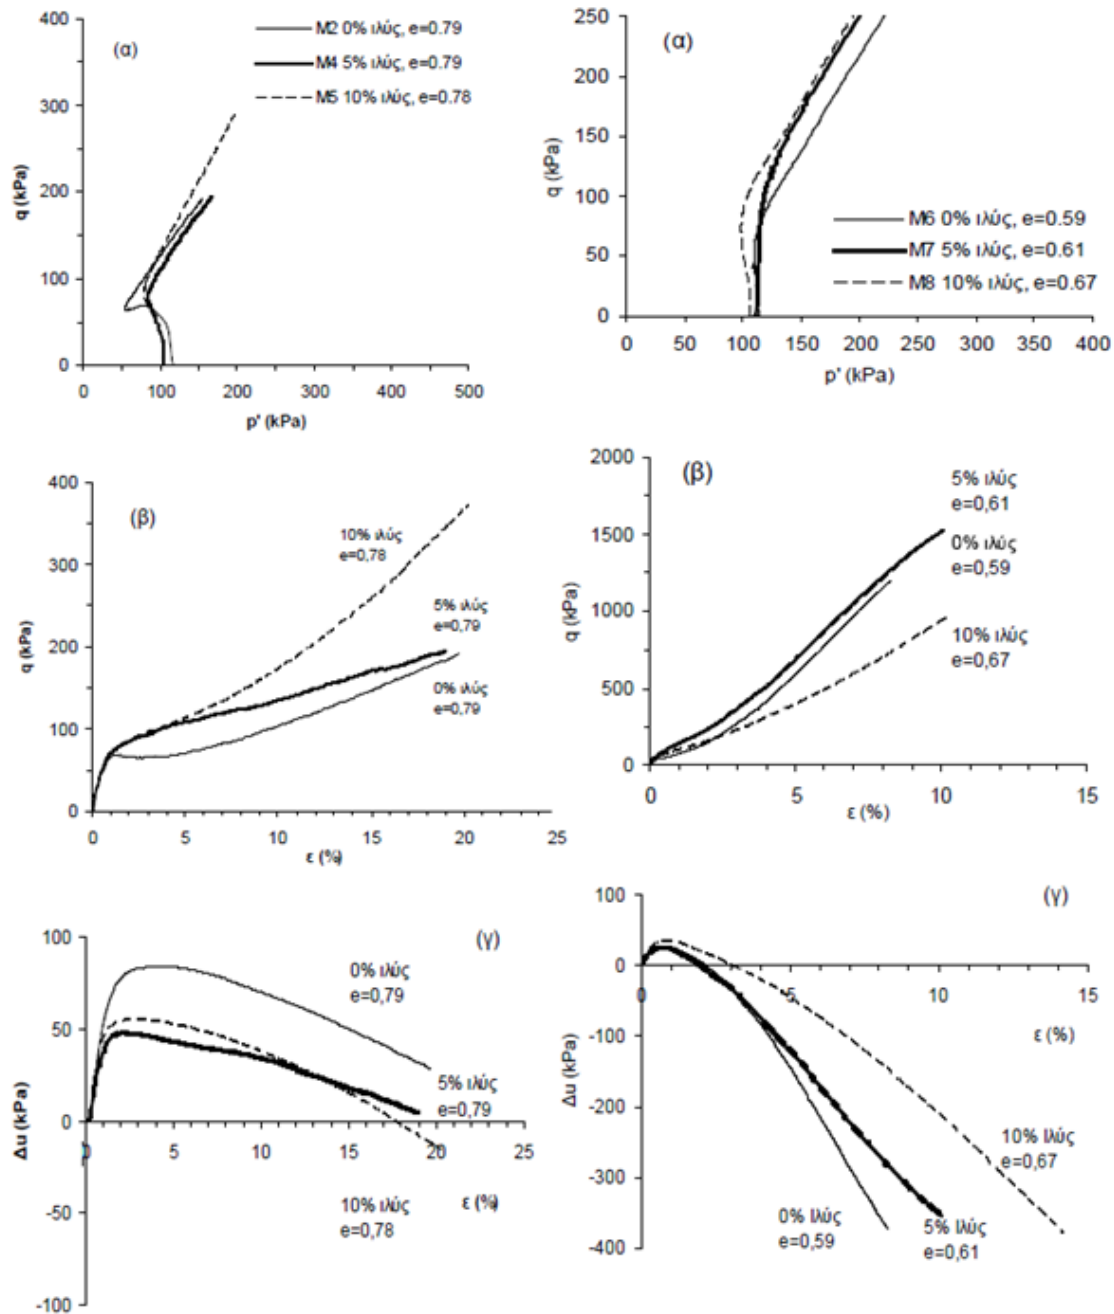 (α)
M2 0% ιλύς, e=0.79
M4 5% ιλύς, e=0.79
M5 10% ιλύς, e=0.78
400
300
200
100
0
q (kPa)
0 100 200 300 400 500
p' (kPa)
(α)
250
200
150
100
50
0
q (kPa)
M6 0% ιλύς, e=0.59
M7 5% ιλύς, e=0.61
M8 10% ιλύς, e=0.67
0 50 100 150 200 250 300 350 400
p' (kPa)
(β)
400
300
200
100
0
q (kPa)
10% ιλύς
e=0,78
5% ιλύς
e=0,79
0% ιλύς
e=0,79
0 5 10 15 20 25
ε (%)
(β)
2000
1500
1000
500
0
q (kPa)
5% ιλύς
e=0,61
0% ιλύς
e=0,59
10% ιλύς
e=0,67
0 5 10 15
ε (%)
(γ)
100
50
0
-50
-100
Δu (kPa)
0% ιλύς
e=0,79
5% ιλύς
e=0,79
0 5 10 15 20 25
10% ιλύς
e=0,78
ε (%)
(γ)
100
0
-100
-200
-300
-400
Δu (kPa)
0 5 10 15
ε (%)
10% Ιλύς
e=0,67
0% Ιλύς
e=0,59
5% Ιλύς
e=0,61